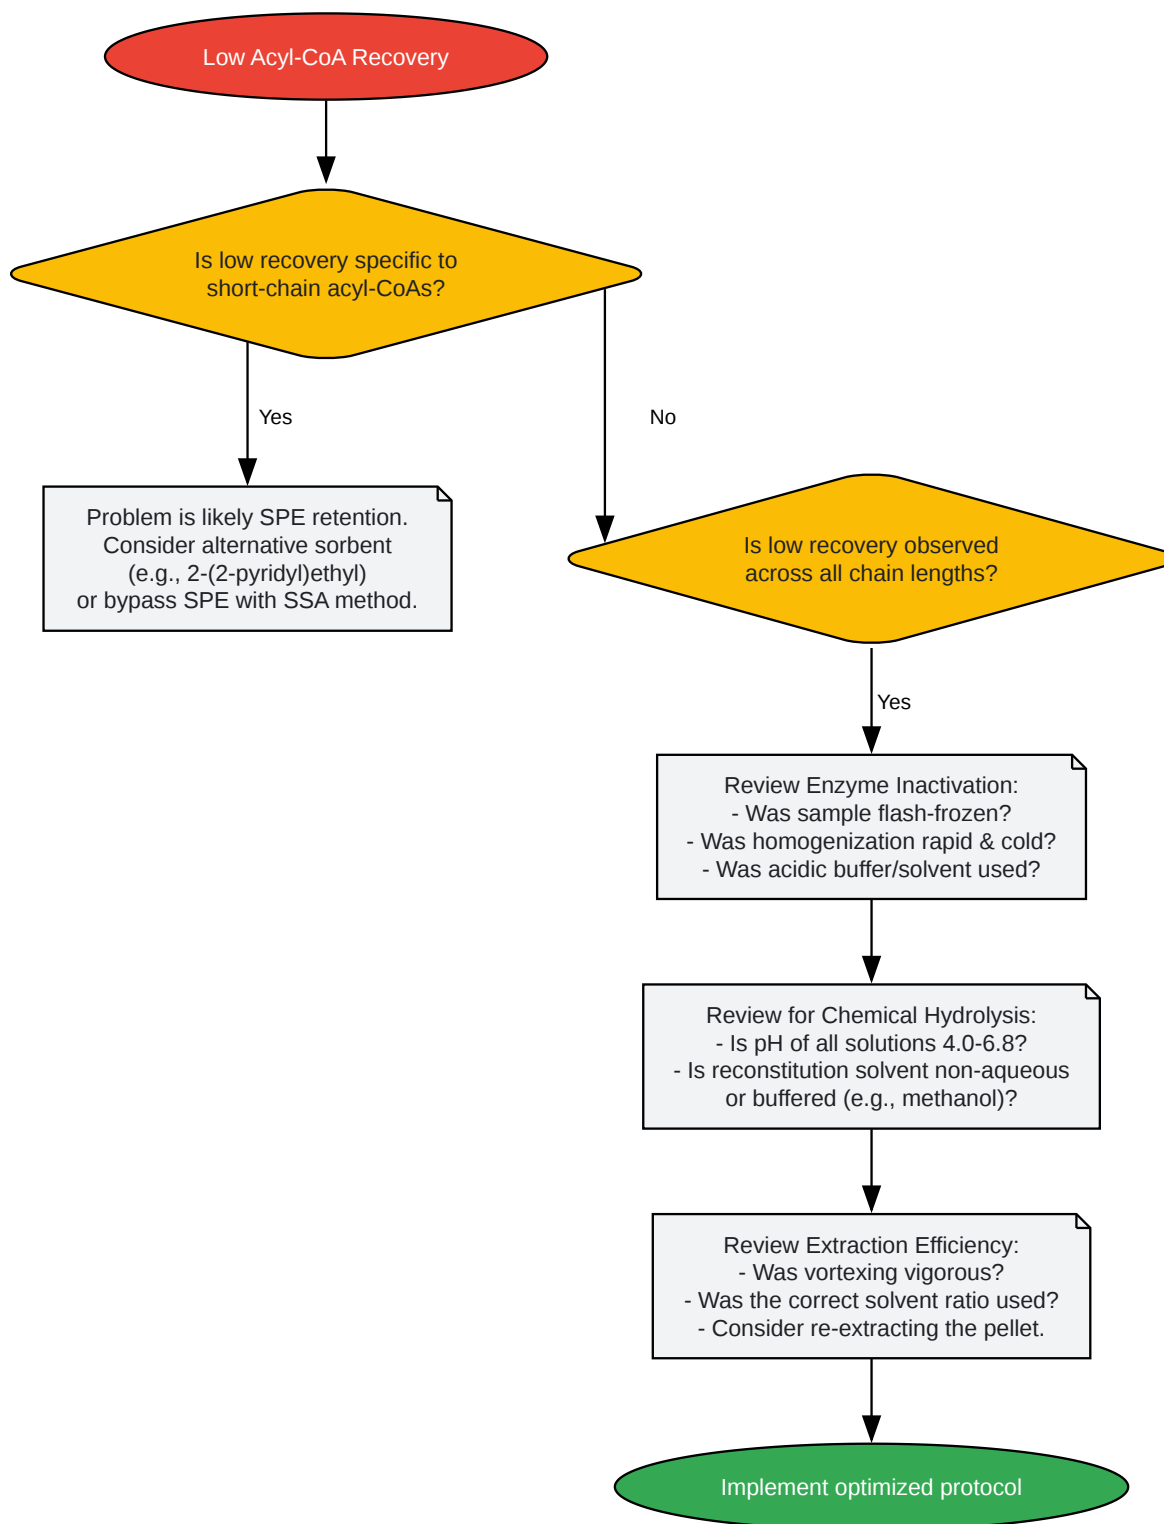 Low Acyl-CoA Recovery
Is low recovery specific to
short-chain acyl-CoAs?
Yes
No
Problem is likely SPE retention.
Consider alternative sorbent
(e.g., 2-(2-pyridyl)ethyl)
or bypass SPE with SSA method.
Is low recovery observed
across all chain lengths?
Yes
Review Enzyme Inactivation:
- Was sample flash-frozen?
- Was homogenization rapid & cold?
- Was acidic buffer/solvent used?
Review for Chemical Hydrolysis:
- Is pH of all solutions 4.0-6.8?
- Is reconstitution solvent non-aqueous
or buffered (e.g., methanol)?
Review Extraction Efficiency:
- Was vortexing vigorous?
- Was the correct solvent ratio used?
- Consider re-extracting the pellet.
Implement optimized protocol